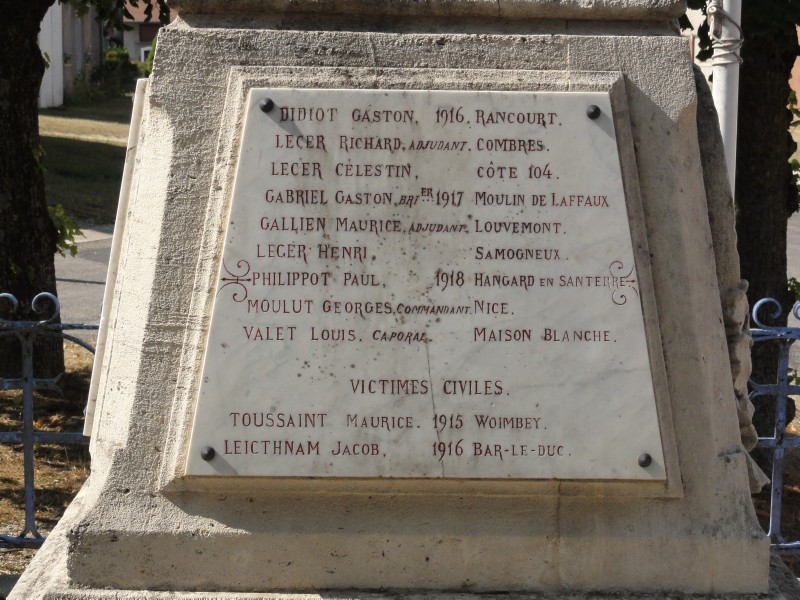 DIDIOT GASTON, 1916, RANCOURT.
LEGER RICHARD, ADJUDANT, COMBRES.
LEGER CÉLESTIN, CÔTE 104.
GABRIEL GASTON, BRIER 1917 MOULIN DE LAFFAUX
GALLIEN MAURICE, ADJUDANT, LOUVEMONT.
LEGER HENRI, SAMOGNEUX.
PHILIPPOT PAUL, 1918 HANGARD EN SANTERRE
MOULUT GEORGES, COMMANDANT. NICE.
VALET LOUIS, CAPORAL. MAISON BLANCHE.
VICTIMES CIVILES.
TOUSSAINT MAURICE. 1915 WOIMBEY.
LEICTHNAM JACOB, 1916 BAR-LE-DUC.